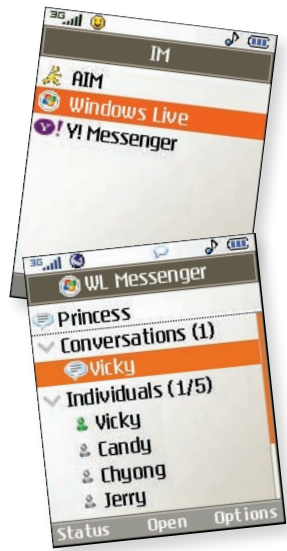 3G
IM
AIM
Windows Live
Y! Messenger
3G
WL Messenger
Princess
Conversations (1)
Vicky
Individuals (1/5)
Vicky
Candy
Chyong
Jerry
Status Open Options